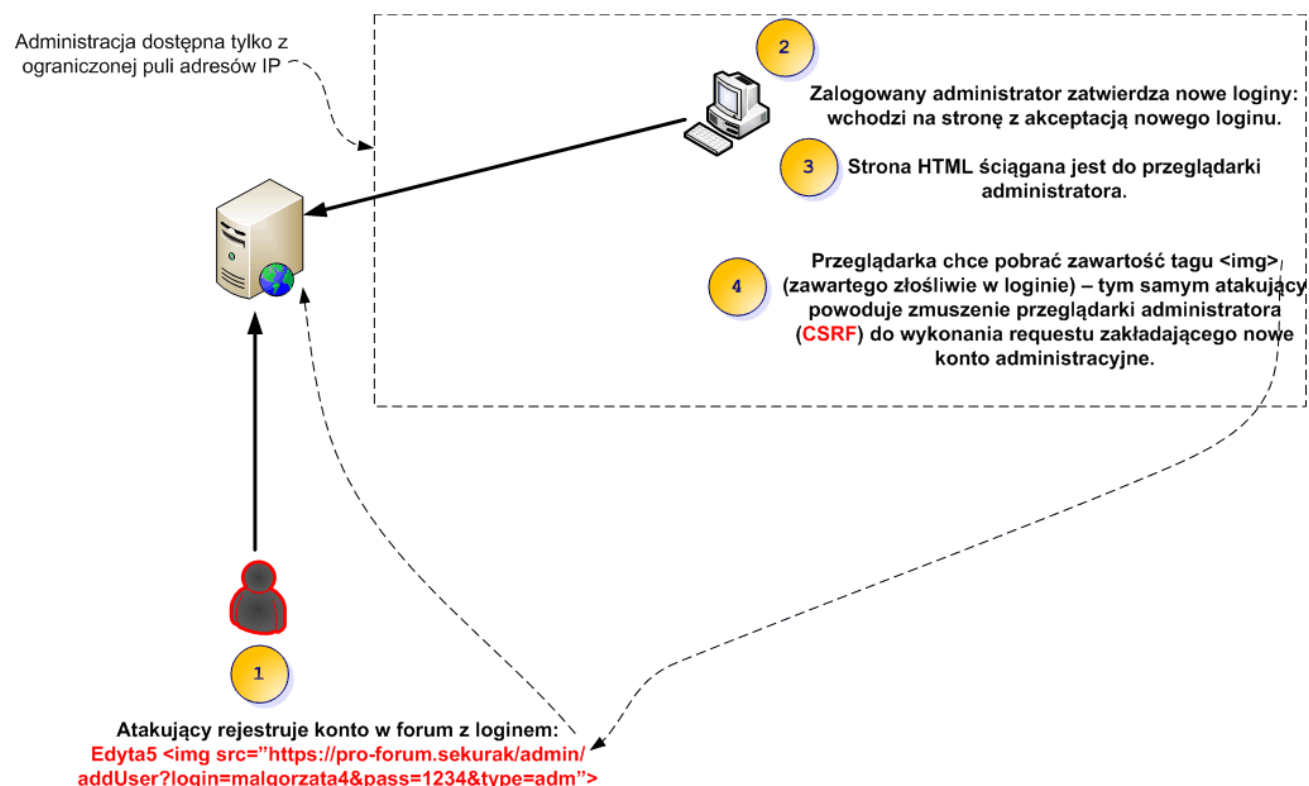 Administracja dostępna tylko z
ograniczonej puli adresów IP
2
Zalogowany administrator zatwierdza nowe loginy:
wchodzi na stronę z akceptacją nowego loginu.
3
Strona HTML ściągana jest do przeglądarki
administratora.
4
Przeglądarka chce pobrać zawartość tagu <img>
(zawartego złośliwie w loginie) – tym samym atakujący
powoduje zmuszenie przeglądarki administratora
(CSRF) do wykonania requestu zakładającego nowe
konto administracyjne.
1
Atakujący rejestruje konto w forum z loginem:
Edyta5 <img src=”https://pro-forum.sekurak/admin/
addUser?login=malgorzata4&pass=1234&type=adm”>